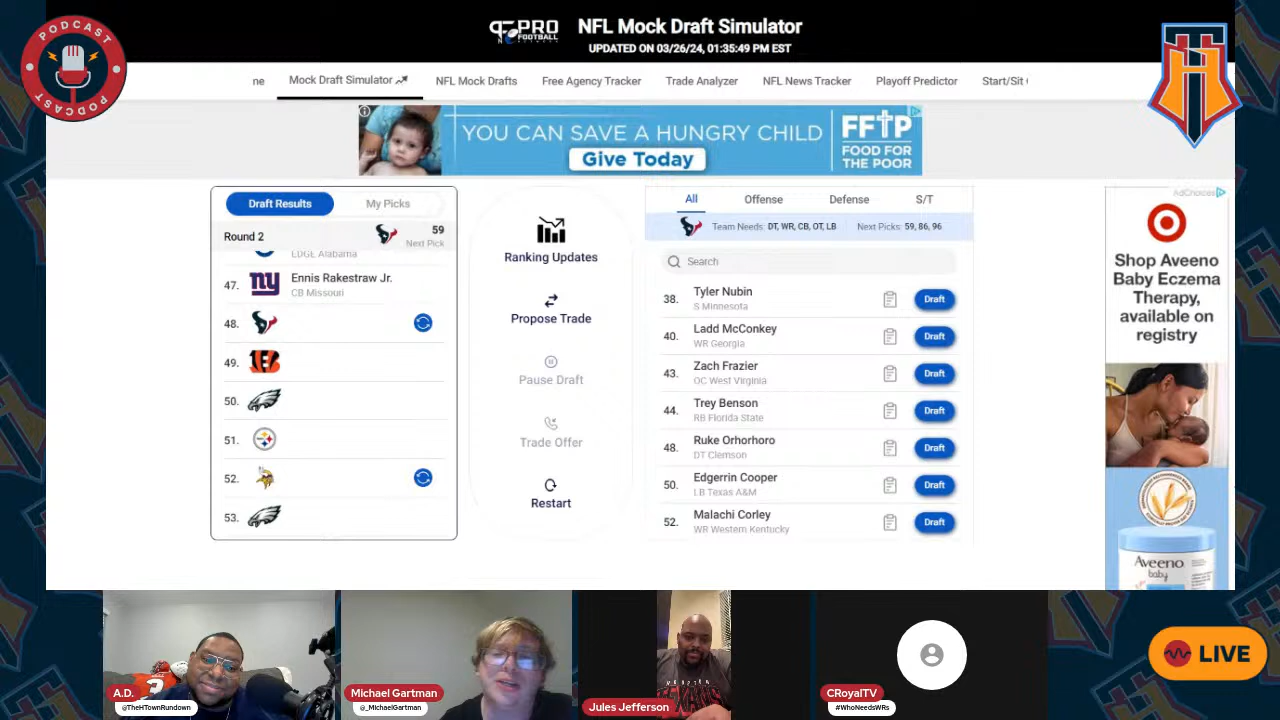 PODCAST
PODCAST
PRO
FOOTBALL
NFL Mock Draft Simulator
UPDATED ON 03/26/24, 01:35:49 PM EST
ne
Mock Draft Simulator
NFL Mock Drafts
Free Agency Tracker
Trade Analyzer
NFL News Tracker
Playoff Predictor
Start/Sit
YOU CAN SAVE A HUNGRY CHILD
Give Today
FFTP
FOOD FOR
THE POOR
Draft Results
My Picks
Round 2
59
Next Pick
EDGE Alabama
47.
ny
Ennis Rakestraw Jr.
CB Missouri
48.
49.
50.
51.
52.
53.
Ranking Updates
Propose Trade
Pause Draft
Trade Offer
Restart
All
Offense
Defense
S/T
Team Needs: DT, WR, CB, OT, LB
Next Picks: 59, 86, 96
Search
38.
Tyler Nubin
S Minnesota
Draft
40.
Ladd McConkey
WR Georgia
Draft
43.
Zach Frazier
OC West Virginia
Draft
44.
Trey Benson
RB Florida State
Draft
48.
Ruke Orhorhoro
DT Clemson
Draft
50.
Edgerrin Cooper
LB Texas A&M
Draft
52.
Malachi Corley
WR Western Kentucky
Draft
AdChoices
Shop Aveeno
Baby Eczema
Therapy,
available on
registry
Aveeno
baby
A.D.
@TheHTownRundown
Michael Gartman
@_MichaelGartman
Jules Jefferson
CRoyalTV
#WhoNeedsWRs
LIVE